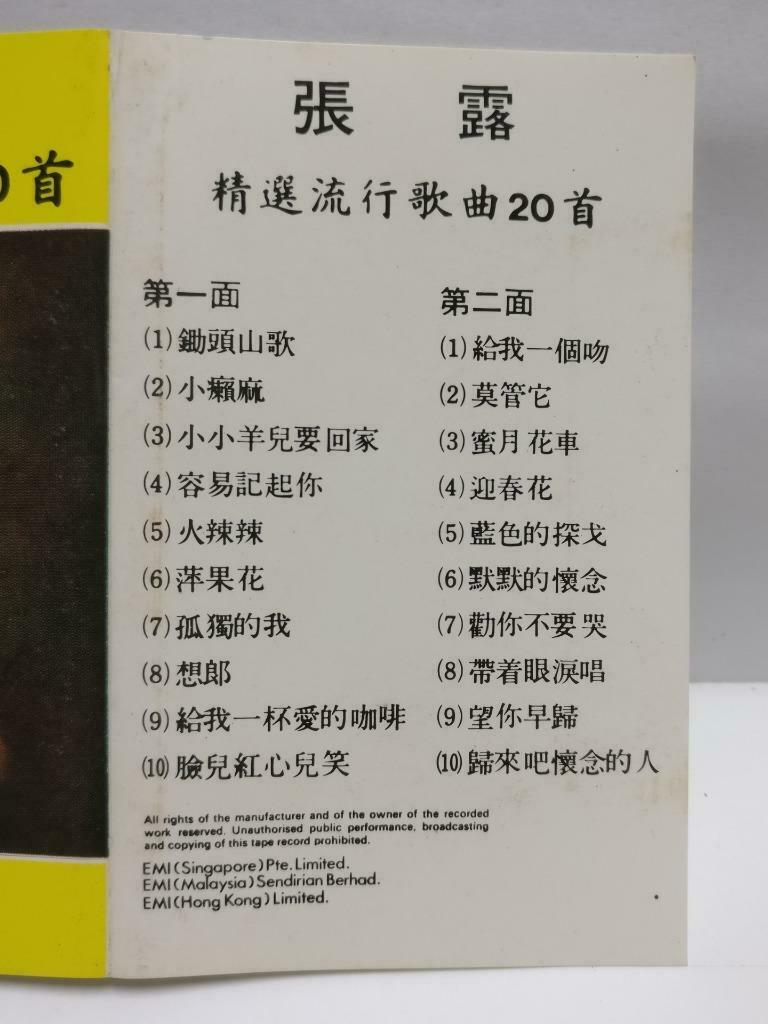 0首
張 露
精選流行歌曲20首
第一面
(1)鋤頭山歌
(2)小癩麻
(3)小小羊兒要回家
(4)容易記起你
(5)火辣辣
(6)萍果花
(7)孤獨的我
(8)想郎
(9)給我一杯愛的咖啡
(10)臉兒紅心兒笑
第二面
(1)給我一個吻
(2)莫管它
(3)蜜月花車
(4)迎春花
(5)藍色的探戈
(6)默默的懷念
(7)勸你不要哭
(8)帶着眼淚唱
(9)望你早歸
(10)歸來吧懷念的人
All rights of the manufacturer and of the owner of the recorded
work reserved. Unauthorised public performance, broadcasting
and copying of this tape record prohibited.
EMI (Singapore) Pte. Limited.
EMI (Malaysia) Sendirian Berhad.
EMI (Hong Kong) Limited.